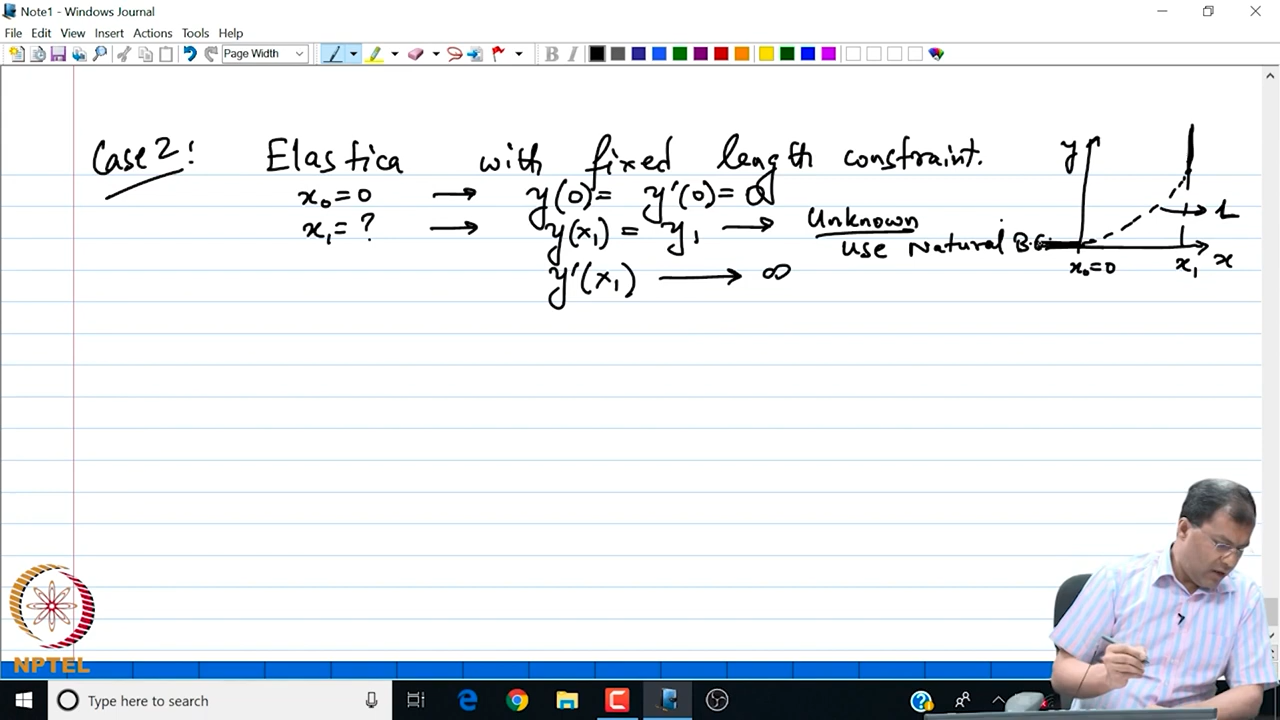 Note1 - Windows Journal
File Edit View Insert Actions Tools Help
Page Width
Case 2: Elastica with fixed length constraint.
x₀=0 → y(0)= y'(0)=0
x₁=? → y(x₁) = y₁ → Unknown
Use Natural B.C.
y'(x₁) → ∞
y
L
x₀=0 x₁ x
NPTEL
Type here to search